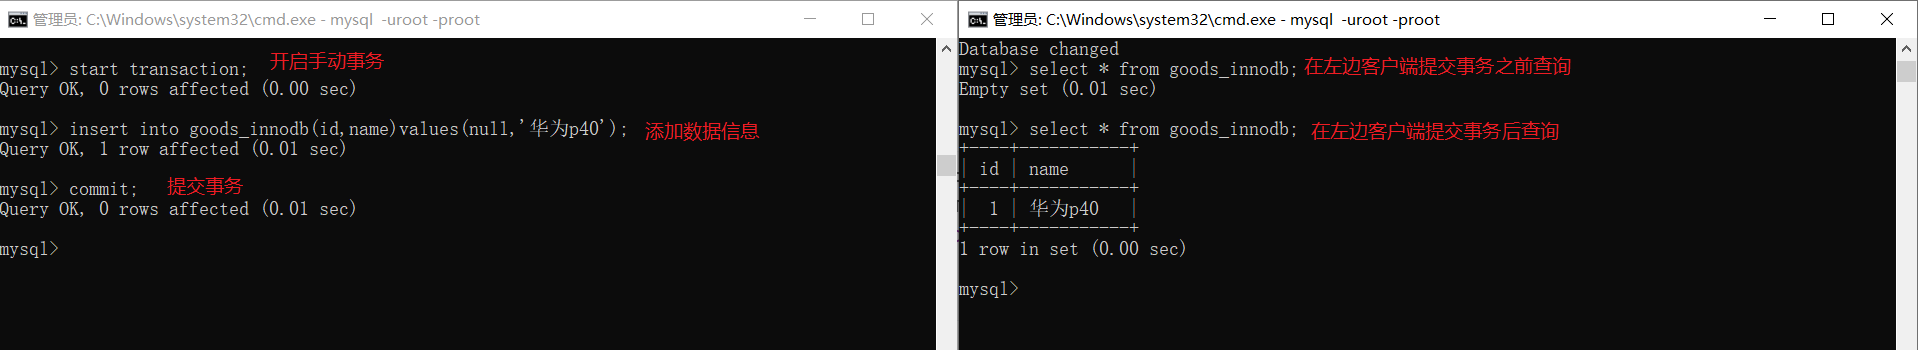 管理员: C:\Windows\system32\cmd.exe - mysql  -uroot -proot
mysql> start transaction; 开启手动事务
Query OK, 0 rows affected (0.00 sec)
mysql> insert into goods_innodb(id,name)values(null,'华为p40'); 添加数据信息
Query OK, 1 row affected (0.01 sec)
mysql> commit; 提交事务
Query OK, 0 rows affected (0.01 sec)
mysql>
管理员: C:\Windows\system32\cmd.exe - mysql  -uroot -proot
Database changed
mysql> select * from goods_innodb; 在左边客户端提交事务之前查询
Empty set (0.01 sec)
mysql> select * from goods_innodb; 在左边客户端提交事务后查询
+----+-----------+
| id | name      |
+----+-----------+
|  1 | 华为p40   |
+----+-----------+
1 row in set (0.00 sec)
mysql>